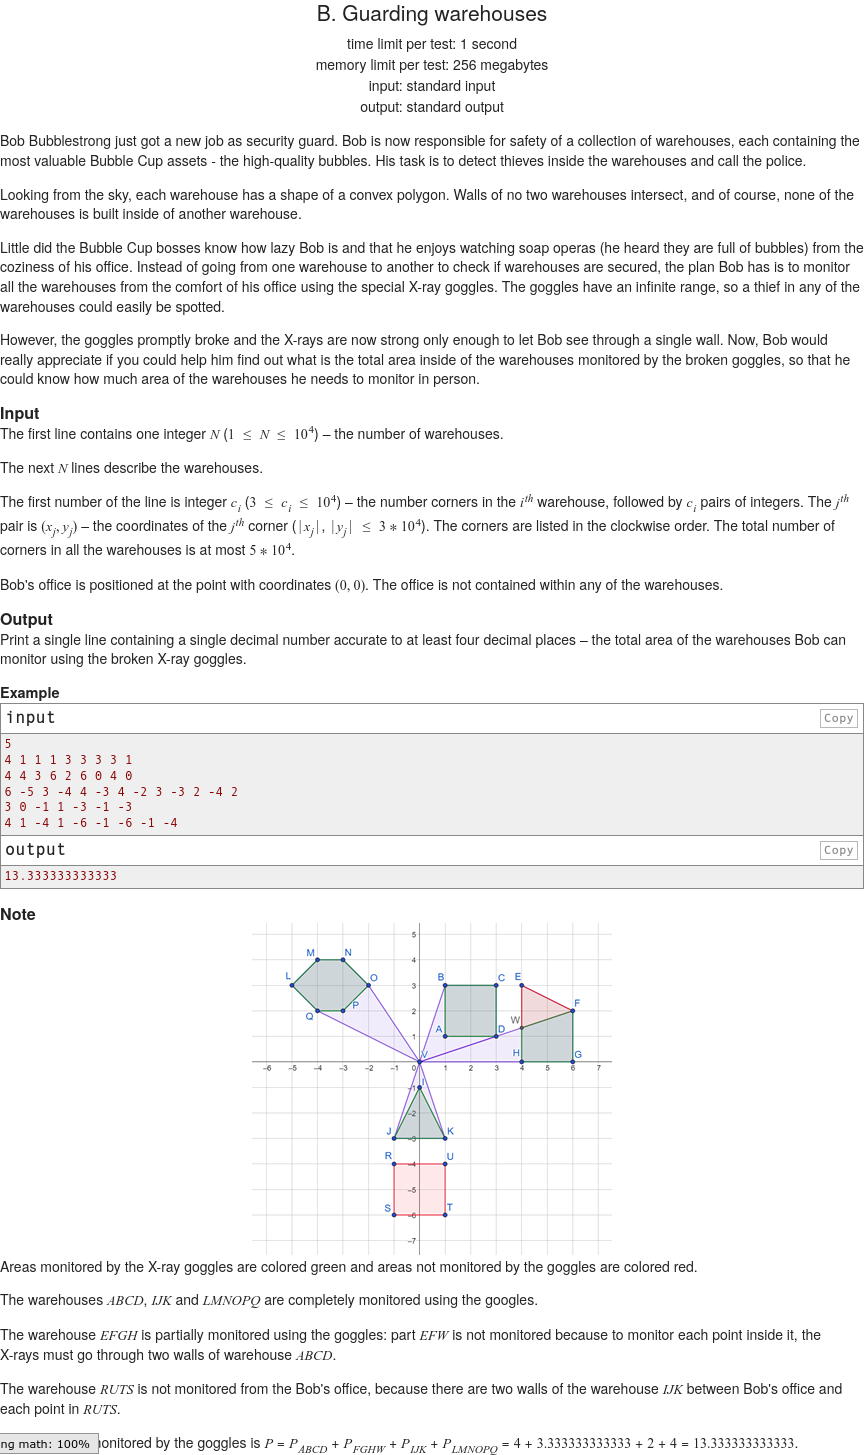 B. Guarding warehouses
time limit per test: 1 second
memory limit per test: 256 megabytes
input: standard input
output: standard output
Bob Bubblestrong just got a new job as security guard. Bob is now responsible for safety of a collection of warehouses, each containing the
most valuable Bubble Cup assets - the high-quality bubbles. His task is to detect thieves inside the warehouses and call the police.
Looking from the sky, each warehouse has a shape of a convex polygon. Walls of no two warehouses intersect, and of course, none of the
warehouses is built inside of another warehouse.
Little did the Bubble Cup bosses know how lazy Bob is and that he enjoys watching soap operas (he heard they are full of bubbles) from the
coziness of his office. Instead of going from one warehouse to another to check if warehouses are secured, the plan Bob has is to monitor
all the warehouses from the comfort of his office using the special X-ray goggles. The goggles have an infinite range, so a thief in any of the
warehouses could easily be spotted.
However, the goggles promptly broke and the X-rays are now strong only enough to let Bob see through a single wall. Now, Bob would
really appreciate if you could help him find out what is the total area inside of the warehouses monitored by the broken goggles, so that he
could know how much area of the warehouses he needs to monitor in person.
Input
The first line contains one integer N (1 ≤ N ≤ 10^4) – the number of warehouses.
The next N lines describe the warehouses.
The first number of the line is integer c_i (3 ≤ c_i ≤ 10^4) – the number corners in the i^th warehouse, followed by c_i pairs of integers. The j^th
pair is (x_j, y_j) – the coordinates of the j^th corner (|x_j|, |y_j| ≤ 3 * 10^4). The corners are listed in the clockwise order. The total number of
corners in all the warehouses is at most 5 * 10^4.
Bob's office is positioned at the point with coordinates (0, 0). The office is not contained within any of the warehouses.
Output
Print a single line containing a single decimal number accurate to at least four decimal places – the total area of the warehouses Bob can
monitor using the broken X-ray goggles.
Example
input Copy
5
4 1 1 1 3 3 3 3 1
4 4 3 6 2 6 0 4 0
6 -5 3 -4 4 -3 4 -2 3 -3 2 -4 2
3 0 -1 1 -3 -1 -3
4 1 -4 1 -6 -1 -6 -1 -4
output Copy
13.333333333333
Note
5
M N 4
L O B C E
3
Q P 2 F
W
A 1 D
V H G
-6 -5 -4 -3 -2 -1 0 1 2 3 4 5 6 7
-1 I
-2
J -3 K
R -4 U
-5
S -6 T
-7
Areas monitored by the X-ray goggles are colored green and areas not monitored by the goggles are colored red.
The warehouses ABCD, IJK and LMNOPQ are completely monitored using the googles.
The warehouse EFGH is partially monitored using the goggles: part EFW is not monitored because to monitor each point inside it, the
X-rays must go through two walls of warehouse ABCD.
The warehouse RUTS is not monitored from the Bob's office, because there are two walls of the warehouse IJK between Bob's office and
each point in RUTS.
ng math: 100% onitored by the goggles is P = P_ABCD + P_FGHW + P_IJK + P_LMNOPQ = 4 + 3.333333333333 + 2 + 4 = 13.333333333333.